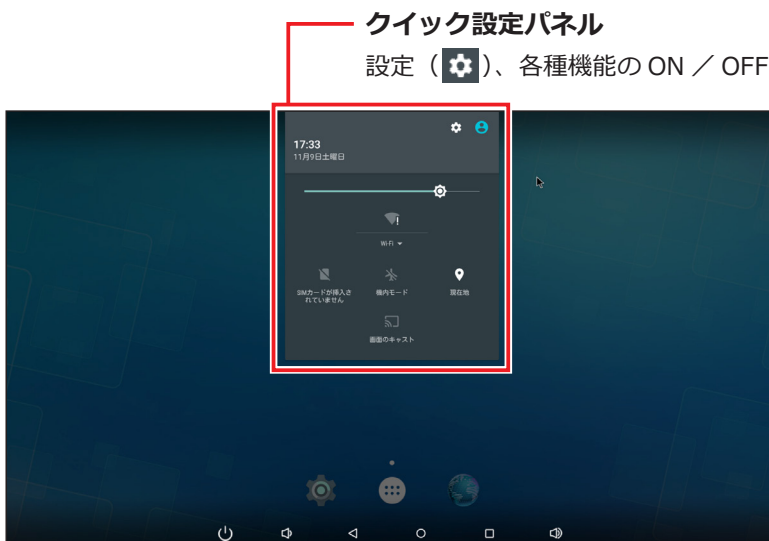 クイック設定パネル
設定（ ）、各種機能の ON ／ OFF
17:33
11月9日土曜日
Wi-Fi
SIMカードが挿入さ
れていません
機内モード
現在地
画面のキャスト